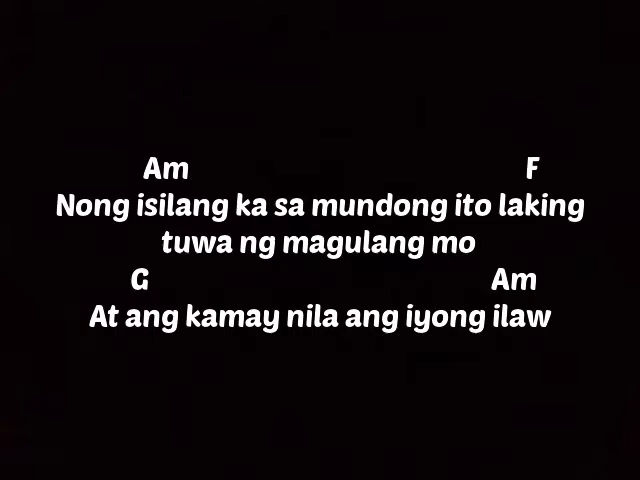 Am F
Nong isilang ka sa mundong ito laking
tuwa ng magulang mo
G Am
At ang kamay nila ang iyong ilaw